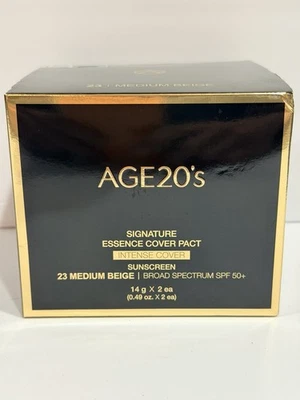 23 · MEDIUM BEIGE
AGE20's
SIGNATURE
ESSENCE COVER PACT
INTENSE COVER
SUNSCREEN
23 MEDIUM BEIGE | BROAD SPECTRUM SPF 50+
14 g X 2 ea
(0.49 oz. X 2 ea)